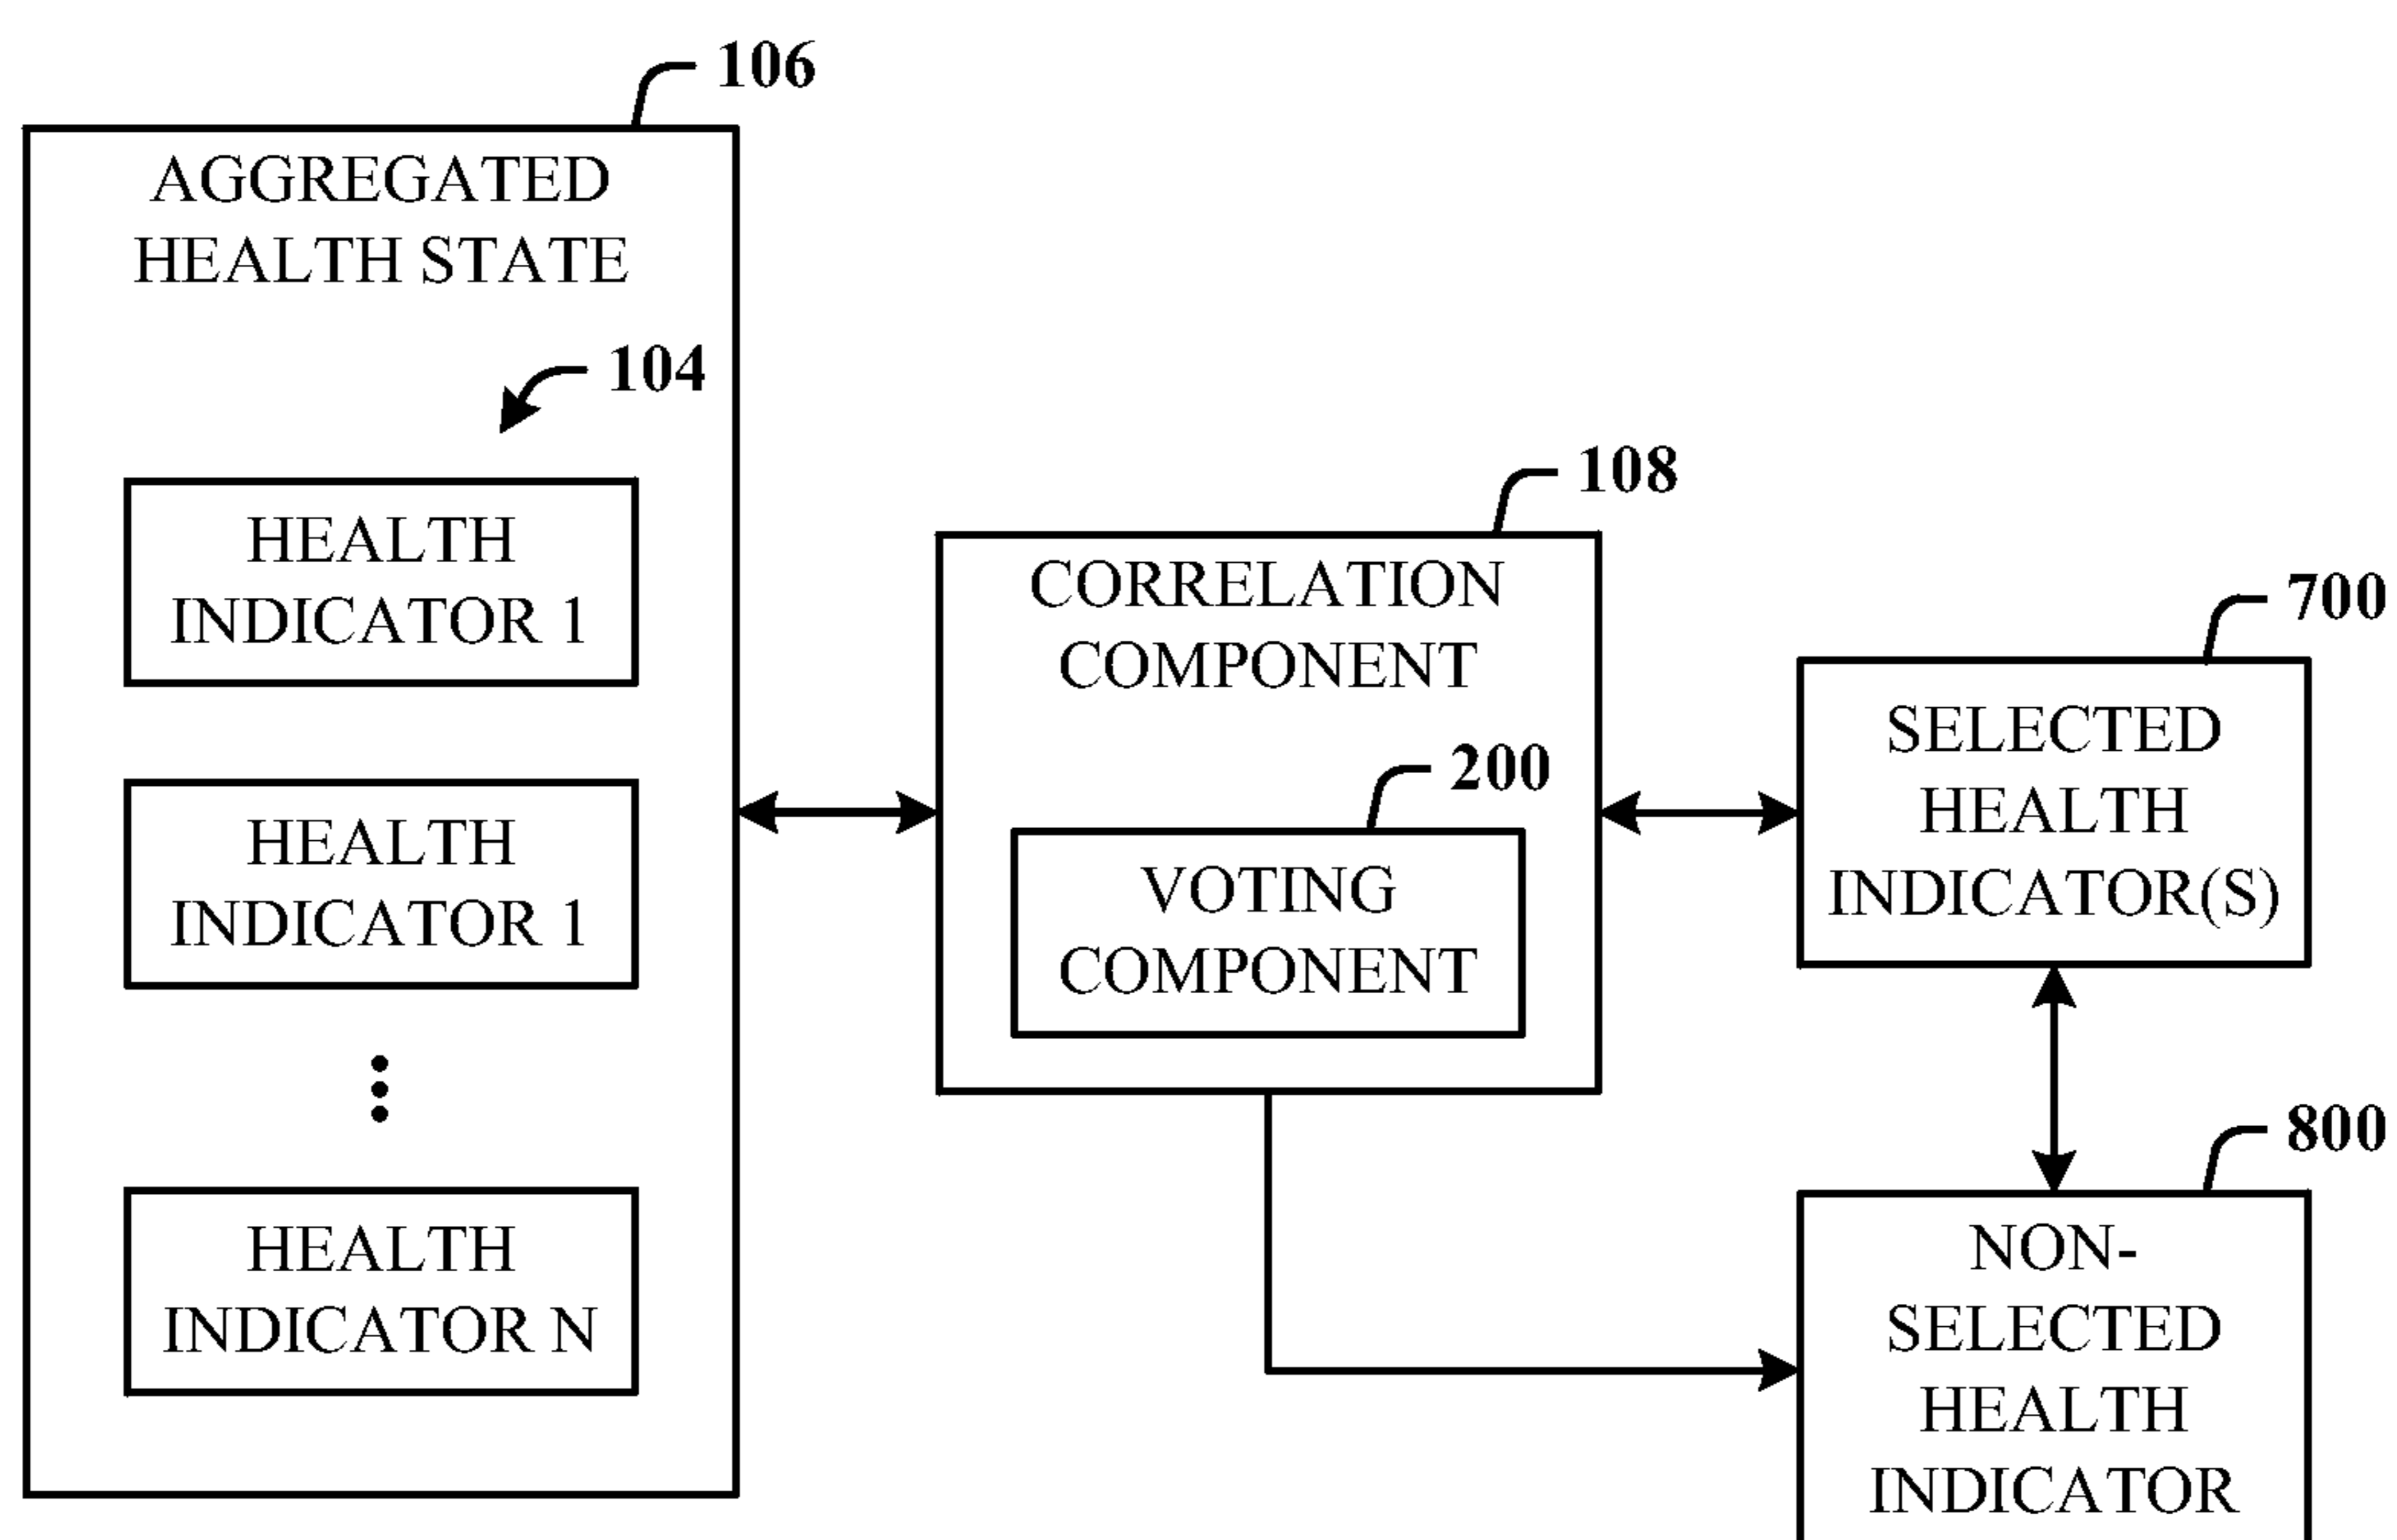 106
AGGREGATED
HEALTH STATE
104
HEALTH
INDICATOR 1
HEALTH
INDICATOR 1
HEALTH
INDICATOR N
108
CORRELATION
COMPONENT
200
VOTING
COMPONENT
700
SELECTED
HEALTH
INDICATOR(S)
800
NON-
SELECTED
HEALTH
INDICATOR